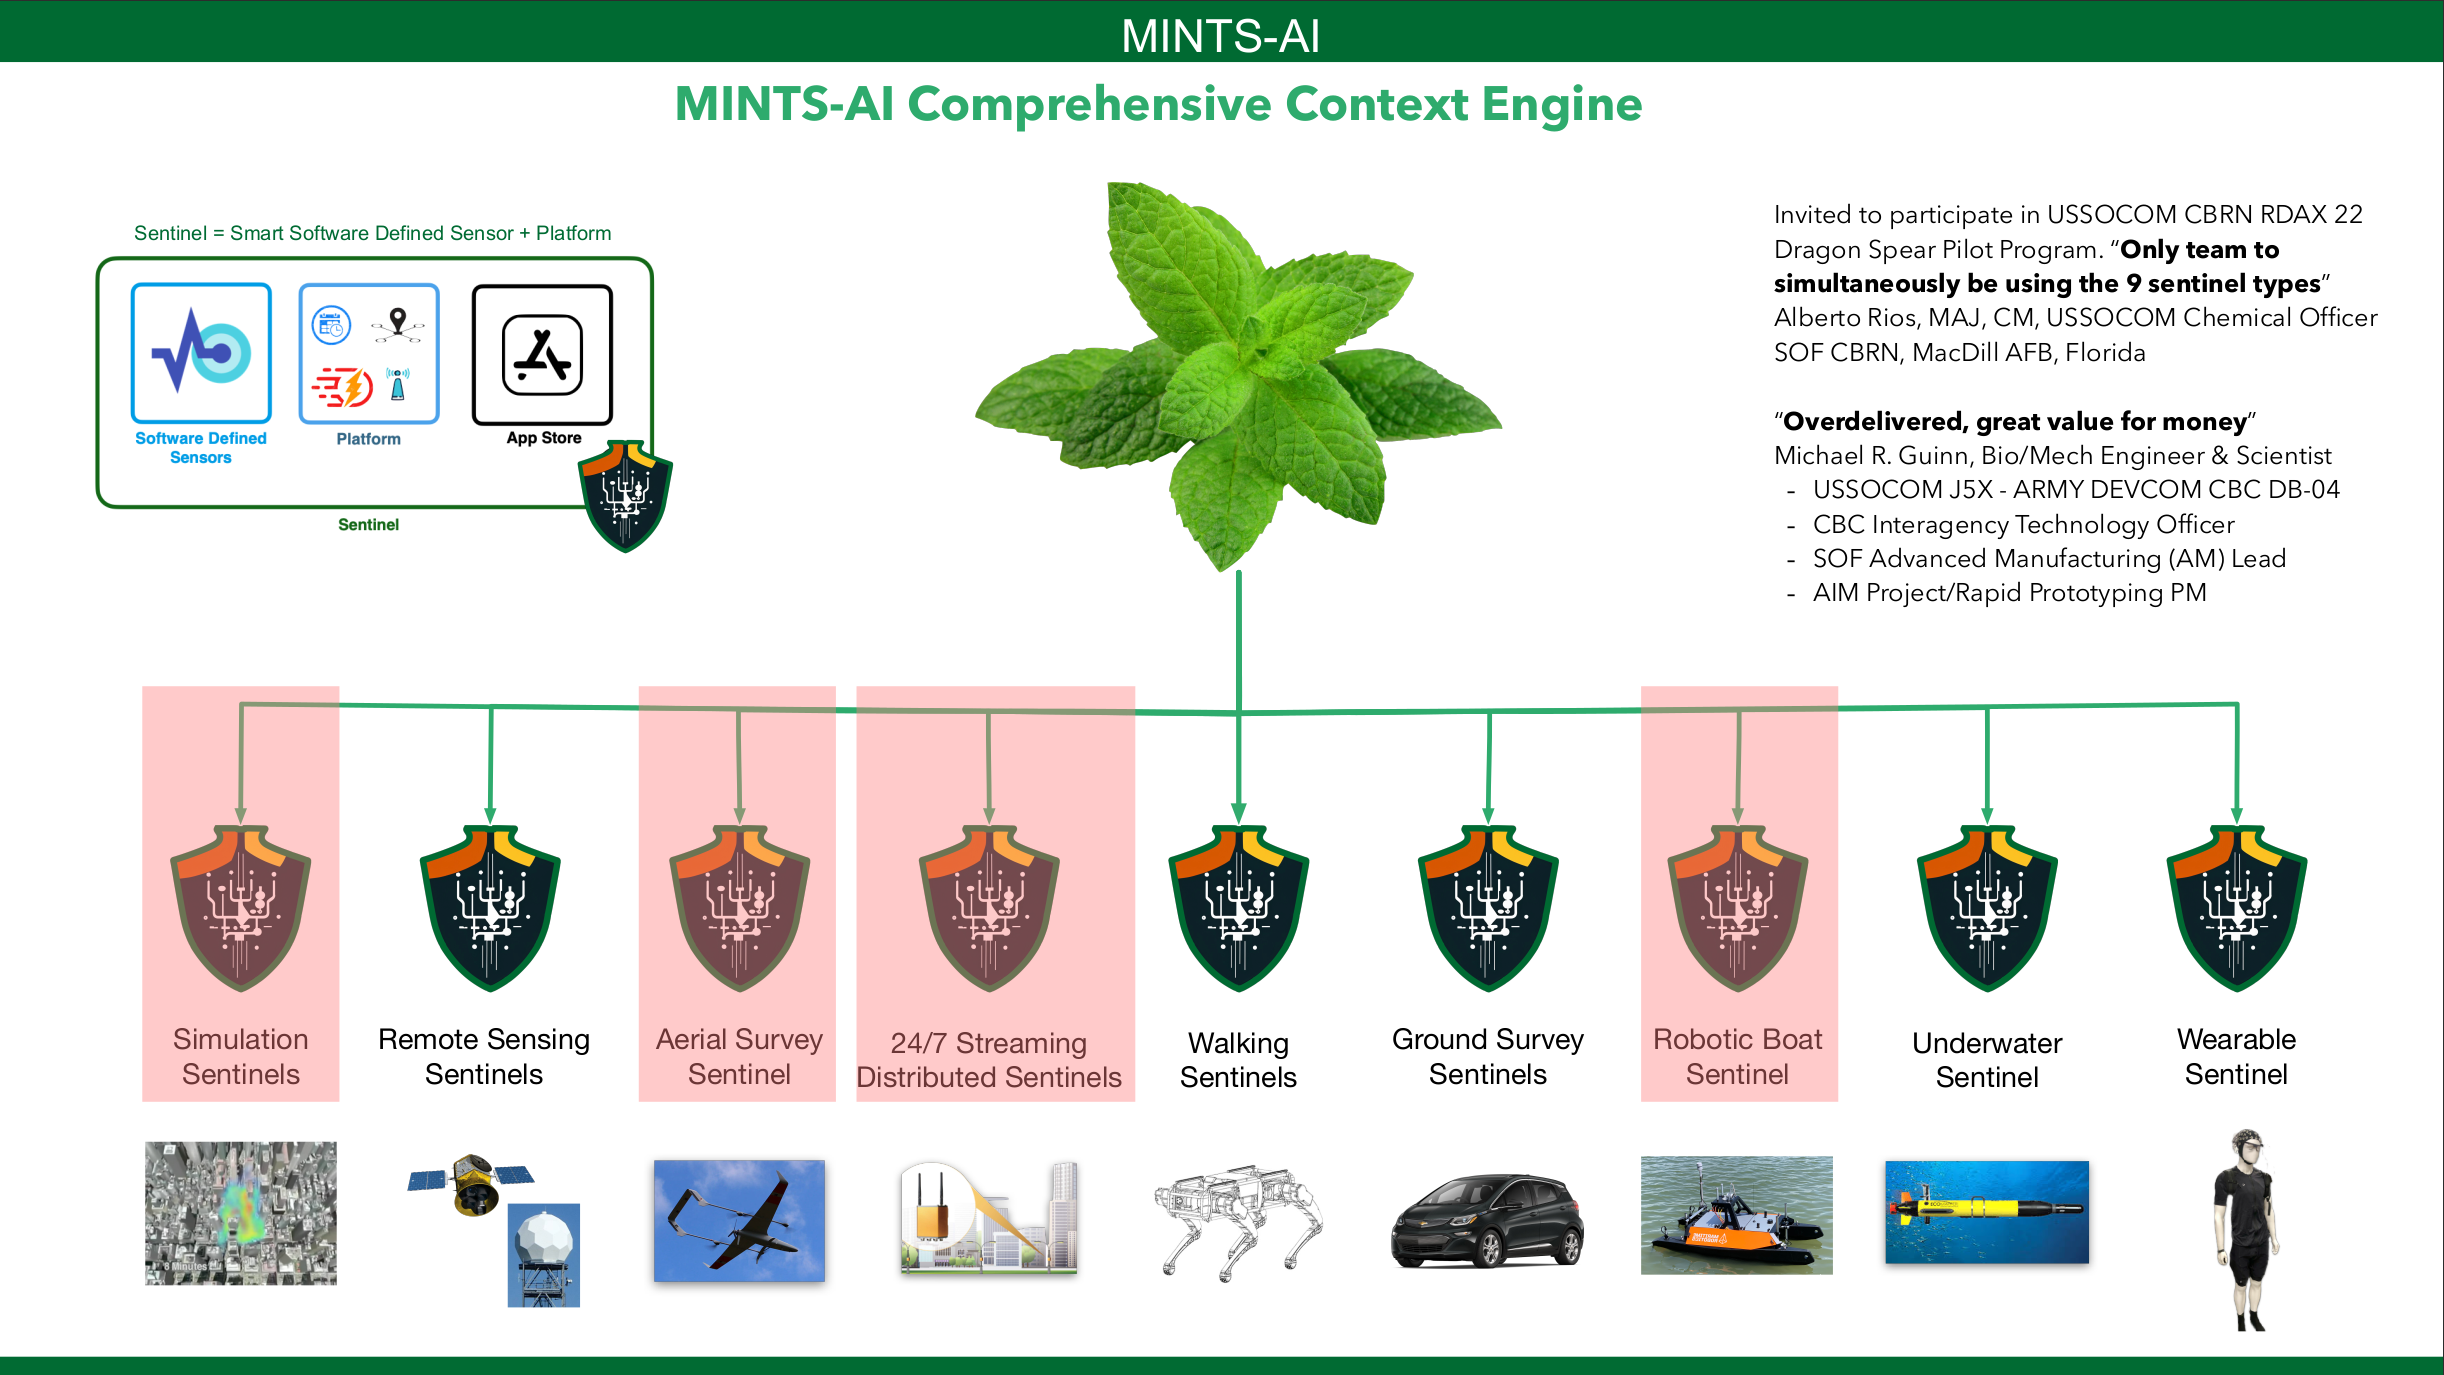 MINTS-AI
MINTS-AI Comprehensive Context Engine
Sentinel = Smart Software Defined Sensor + Platform
Software Defined
Sensors
Platform
App Store
Sentinel
Invited to participate in USSOCOM CBRN RDAX 22
Dragon Spear Pilot Program. “Only team to
simultaneously be using the 9 sentinel types”
Alberto Rios, MAJ, CM, USSOCOM Chemical Officer
SOF CBRN, MacDill AFB, Florida
“Overdelivered, great value for money”
Michael R. Guinn, Bio/Mech Engineer & Scientist
- USSOCOM J5X - ARMY DEVCOM CBC DB-04
- CBC Interagency Technology Officer
- SOF Advanced Manufacturing (AM) Lead
- AIM Project/Rapid Prototyping PM
Simulation
Sentinels
Remote Sensing
Sentinels
Aerial Survey
Sentinel
24/7 Streaming
Distributed Sentinels
Walking
Sentinels
Ground Survey
Sentinels
Robotic Boat
Sentinel
Underwater
Sentinel
Wearable
Sentinel
8 Minutes